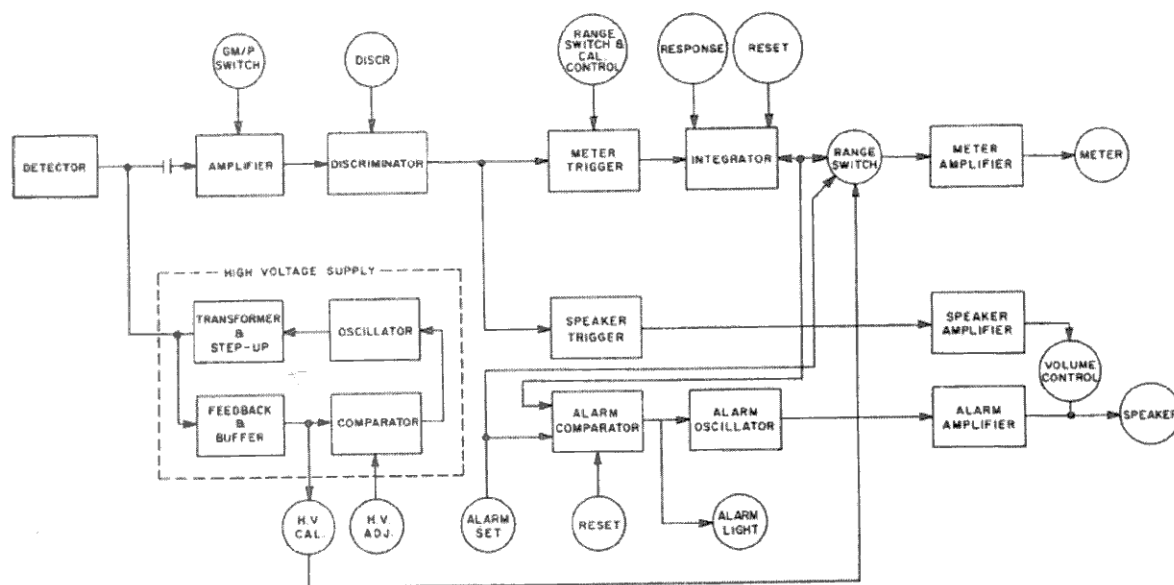 GM/P
SWITCH
DISCR
RANGE
SWITCH &
CAL.
CONTROL
RESPONSE
RESET
DETECTOR
AMPLIFIER
DISCRIMINATOR
METER
TRIGGER
INTEGRATOR
RANGE
SWITCH
METER
AMPLIFIER
METER
HIGH VOLTAGE SUPPLY
TRANSFORMER
&
STEP-UP
OSCILLATOR
SPEAKER
TRIGGER
SPEAKER
AMPLIFIER
VOLUME
CONTROL
FEEDBACK
&
BUFFER
COMPARATOR
ALARM
COMPARATOR
ALARM
OSCILLATOR
ALARM
AMPLIFIER
SPEAKER
H.V.
CAL.
H.V.
ADJ.
ALARM
SET
RESET
ALARM
LIGHT